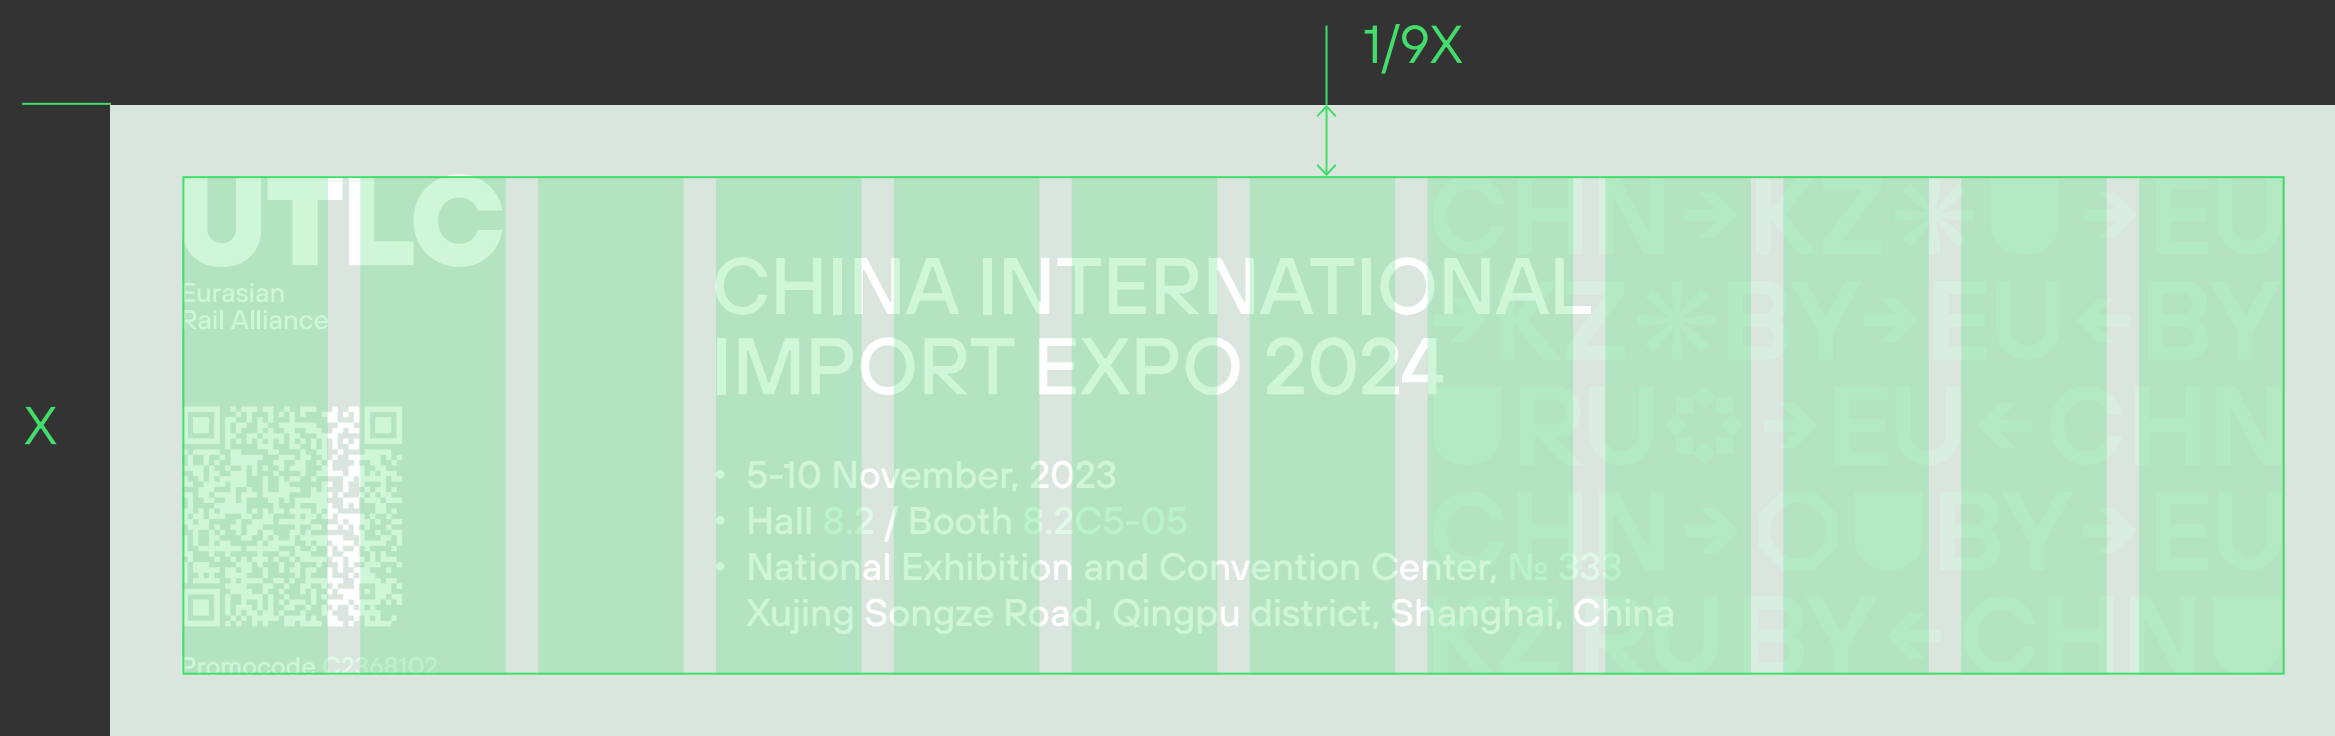 1/9X
X
UTLC
Eurasian
Rail Alliance
Promocode C2368102
CHINA INTERNATIONAL
IMPORT EXPO 2024
• 5-10 November, 2023
• Hall 8.2 / Booth 8.2C5-05
• National Exhibition and Convention Center, № 333
Xujing Songze Road, Qingpu district, Shanghai, China
CHN→KZ U→EU
→KZ BY→EU←BY
RU →EU←CHN
CHN→ BY→EU
KZ RU BY←CHN